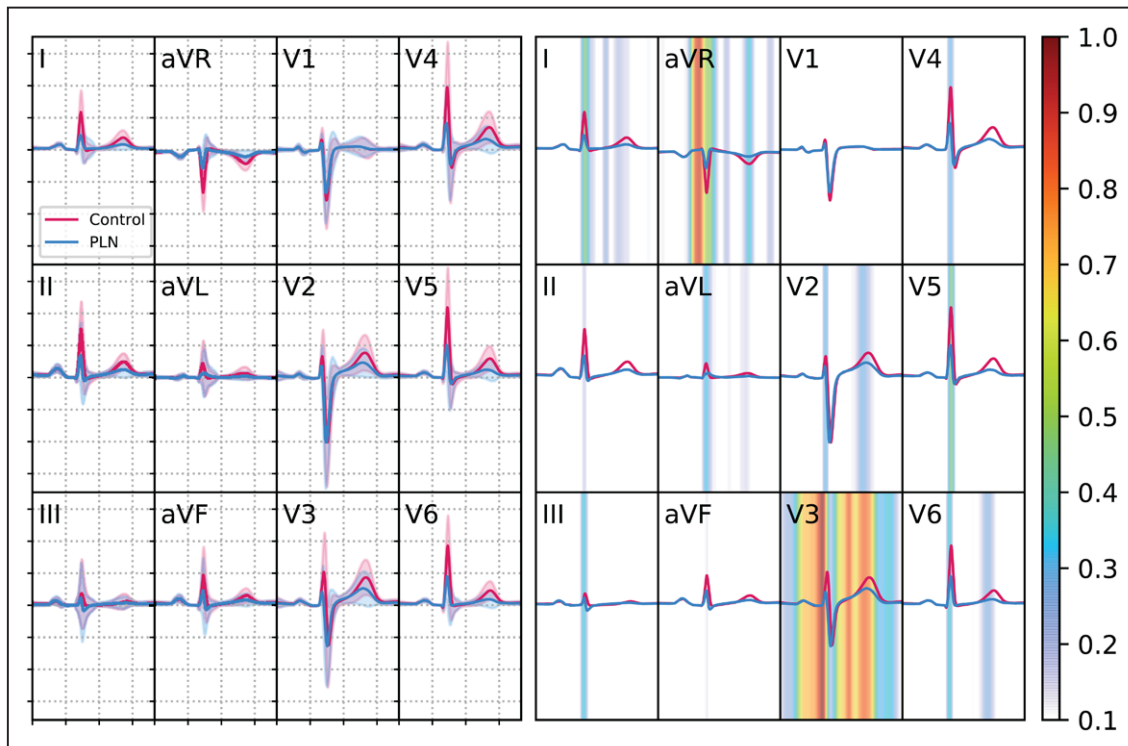 I aVR V1 V4
Control
PLN
II aVL V2 V5
III aVF V3 V6
I aVR V1 V4
II aVL V2 V5
III aVF V3 V6
1.0
0.9
0.8
0.7
0.6
0.5
0.4
0.3
0.2
0.1